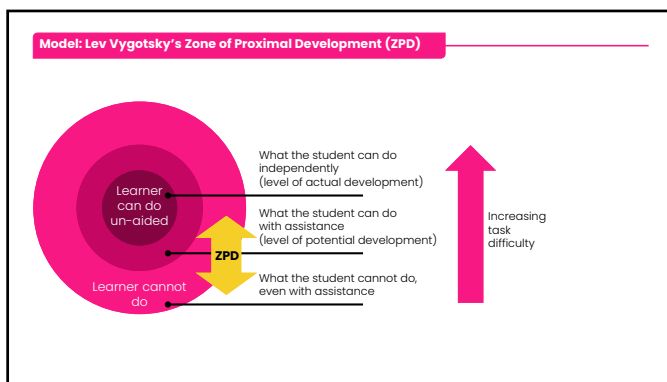 Model: Lev Vygotsky’s Zone of Proximal Development (ZPD)
Learner
can do
un-aided
Learner cannot
do
What the student can do
independently
(level of actual development)
What the student can do
with assistance
(level of potential development)
ZPD
What the student cannot do,
even with assistance
Increasing
task
difficulty